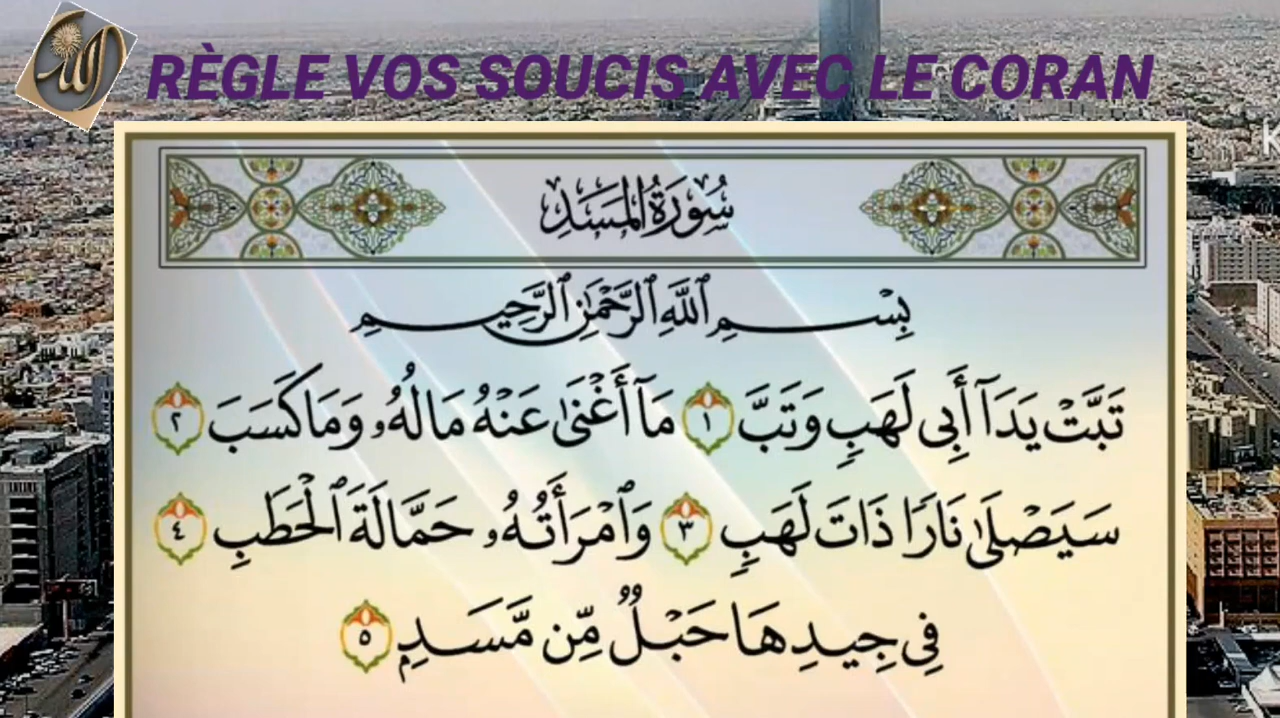 الله
RÈGLE VOS SOUCIS AVEC LE CORAN
K
سُورَةُ المَسَدِ
بِسْمِ ٱللَّهِ ٱلرَّحْمَٰنِ ٱلرَّحِيمِ
تَبَّتْ يَدَآ أَبِى لَهَبٍ وَتَبَّ ١ مَآ أَغْنَىٰ عَنْهُ مَالُهُۥ وَمَا كَسَبَ ٢
سَيَصْلَىٰ نَارًا ذَاتَ لَهَبٍ ٣ وَٱمْرَأَتُهُۥ حَمَّالَةَ ٱلْحَطَبِ ٤
فِى جِيدِهَا حَبْلٌ مِّن مَّسَدٍۭ ٥